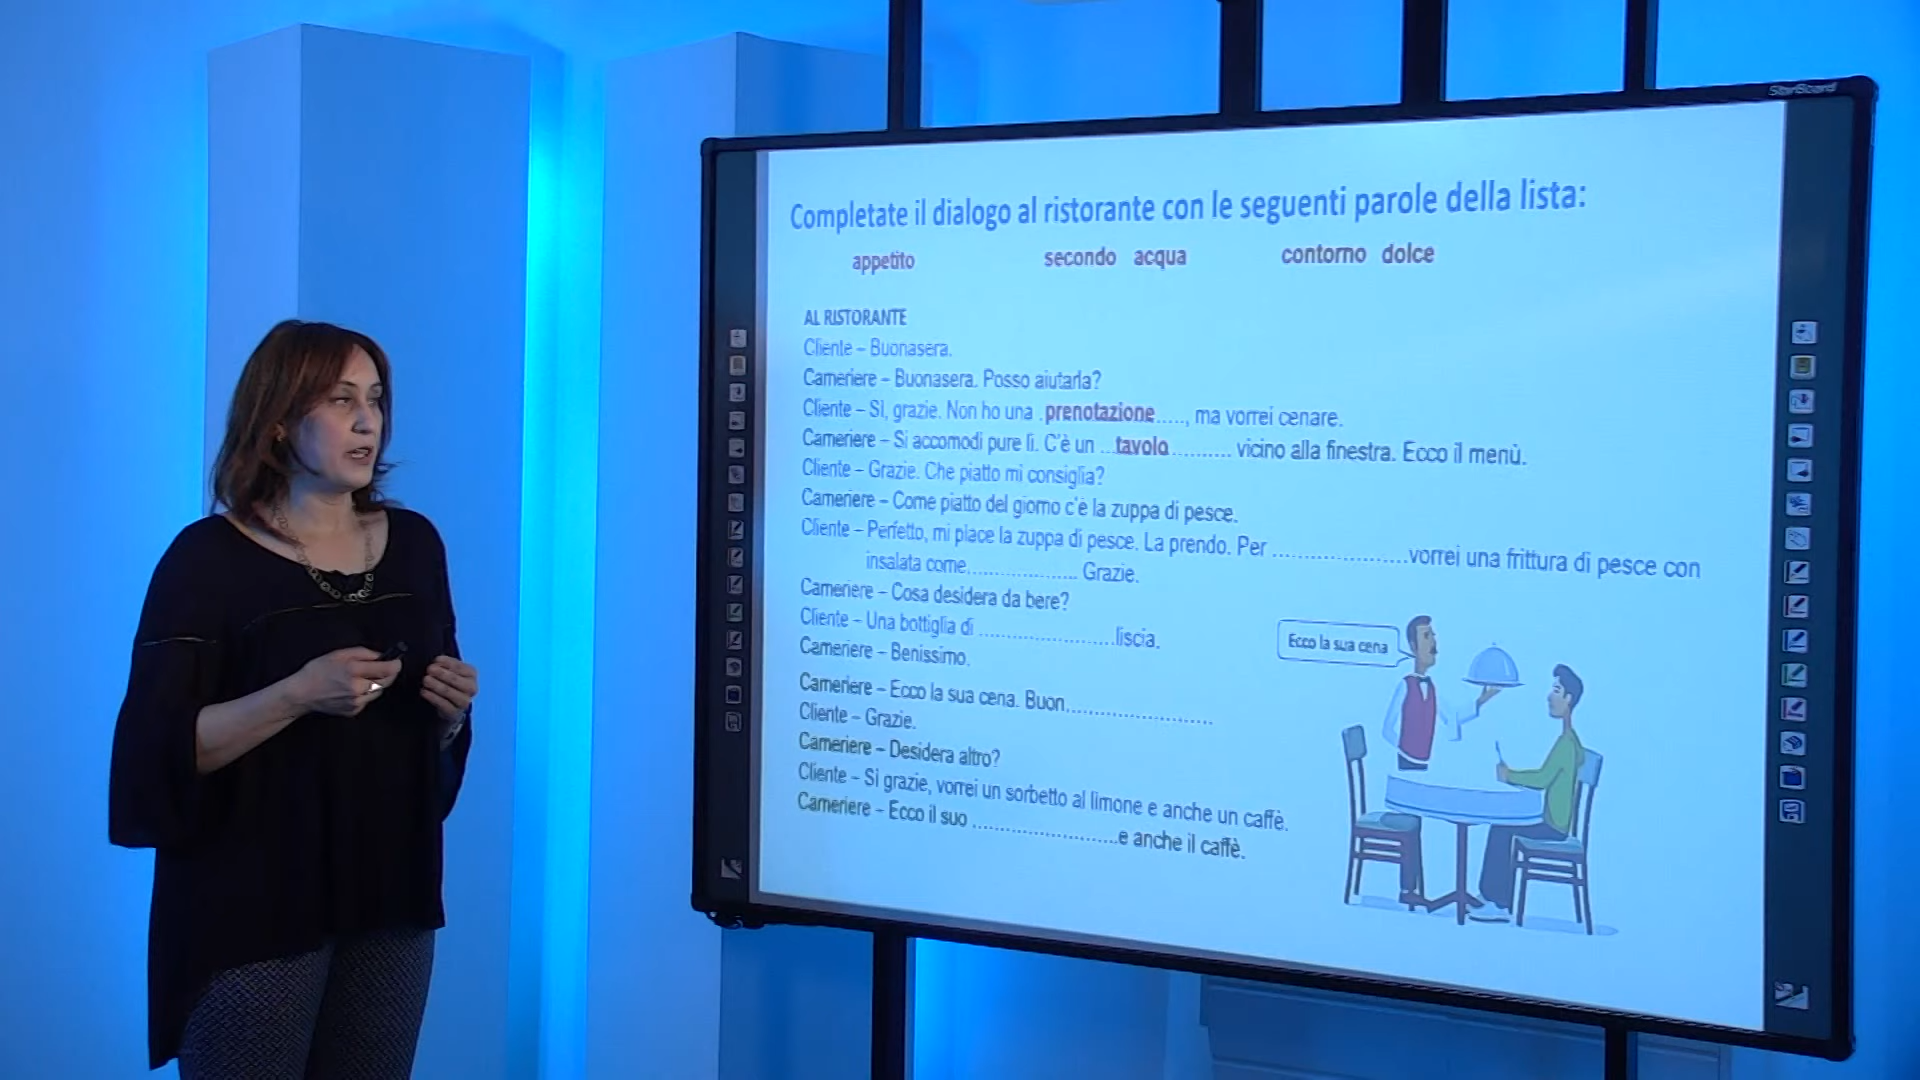 StarBoard
Completate il dialogo al ristorante con le seguenti parole della lista:
appetito secondo acqua contorno dolce
AL RISTORANTE
Cliente – Buonasera.
Cameriere – Buonasera. Posso aiutarla?
Cliente – Sì, grazie. Non ho una .prenotazione....., ma vorrei cenare.
Cameriere – Si accomodi pure lì. C'è un ...tavolo.......... vicino alla finestra. Ecco il menù.
Cliente – Grazie. Che piatto mi consiglia?
Cameriere – Come piatto del giorno c'è la zuppa di pesce.
Cliente – Perfetto, mi piace la zuppa di pesce. La prendo. Per ......................vorrei una frittura di pesce con
insalata come.................... Grazie.
Cameriere – Cosa desidera da bere?
Cliente – Una bottiglia di .......................liscia.
Cameriere – Benissimo.
Cameriere – Ecco la sua cena. Buon........................
Cliente – Grazie.
Cameriere – Desidera altro?
Cliente – Sì grazie, vorrei un sorbetto al limone e anche un caffè.
Cameriere – Ecco il suo ........................e anche il caffè.
Ecco la sua cena